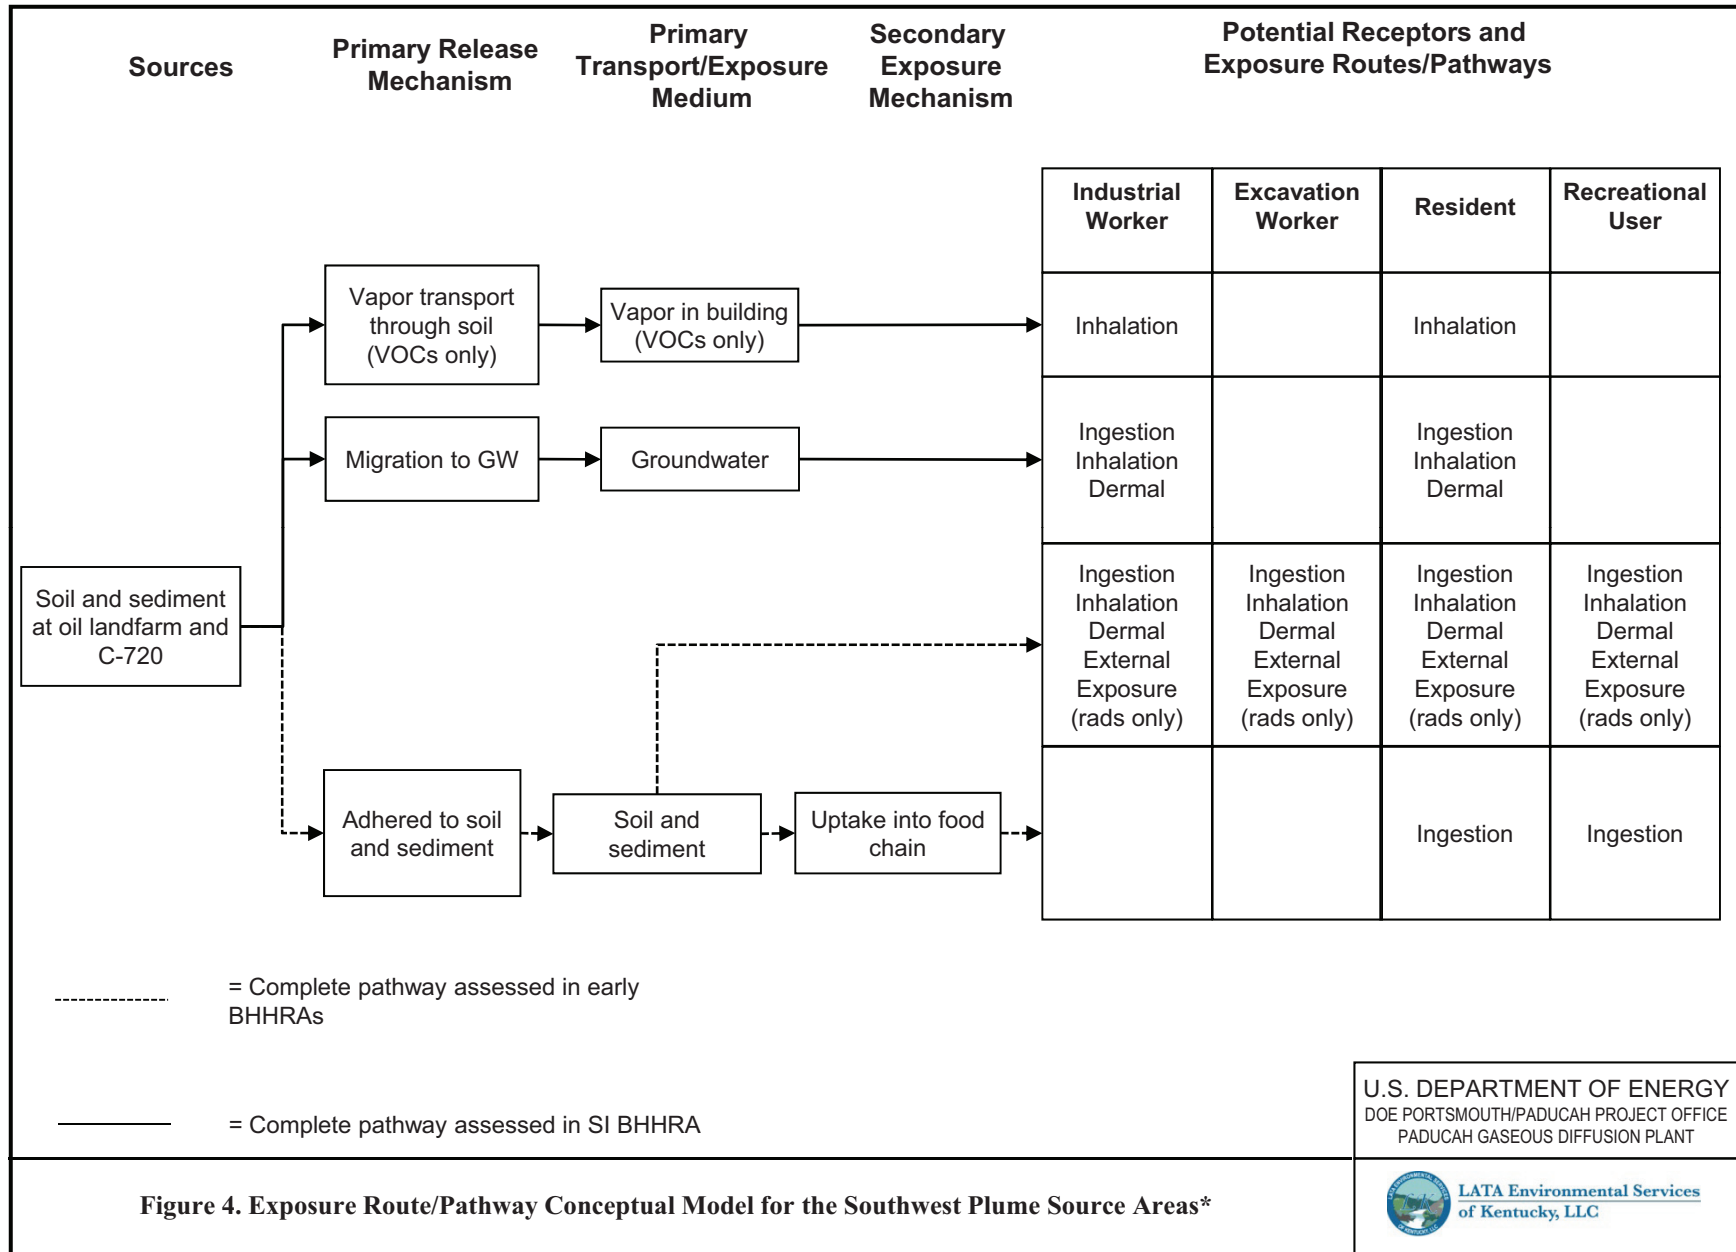 Sources
Primary Release
Mechanism
Primary
Transport/Exposure
Medium
Secondary
Exposure
Mechanism
Potential Receptors and
Exposure Routes/Pathways
Industrial
Worker
Excavation
Worker
Resident
Recreational
User
Vapor transport
through soil
(VOCs only)
Vapor in building
(VOCs only)
Inhalation
Inhalation
Migration to GW
Groundwater
Ingestion
Inhalation
Dermal
Ingestion
Inhalation
Dermal
Soil and sediment
at oil landfarm and
C-720
Ingestion
Inhalation
Dermal
External
Exposure
(rads only)
Ingestion
Inhalation
Dermal
External
Exposure
(rads only)
Ingestion
Inhalation
Dermal
External
Exposure
(rads only)
Ingestion
Inhalation
Dermal
External
Exposure
(rads only)
Adhered to soil
and sediment
Soil and
sediment
Uptake into food
chain
Ingestion
Ingestion
= Complete pathway assessed in early
BHHRAs
= Complete pathway assessed in SI BHHRA
U.S. DEPARTMENT OF ENERGY
DOE PORTSMOUTH/PADUCAH PROJECT OFFICE
PADUCAH GASEOUS DIFFUSION PLANT
Figure 4. Exposure Route/Pathway Conceptual Model for the Southwest Plume Source Areas*
LATA Environmental Services
of Kentucky, LLC